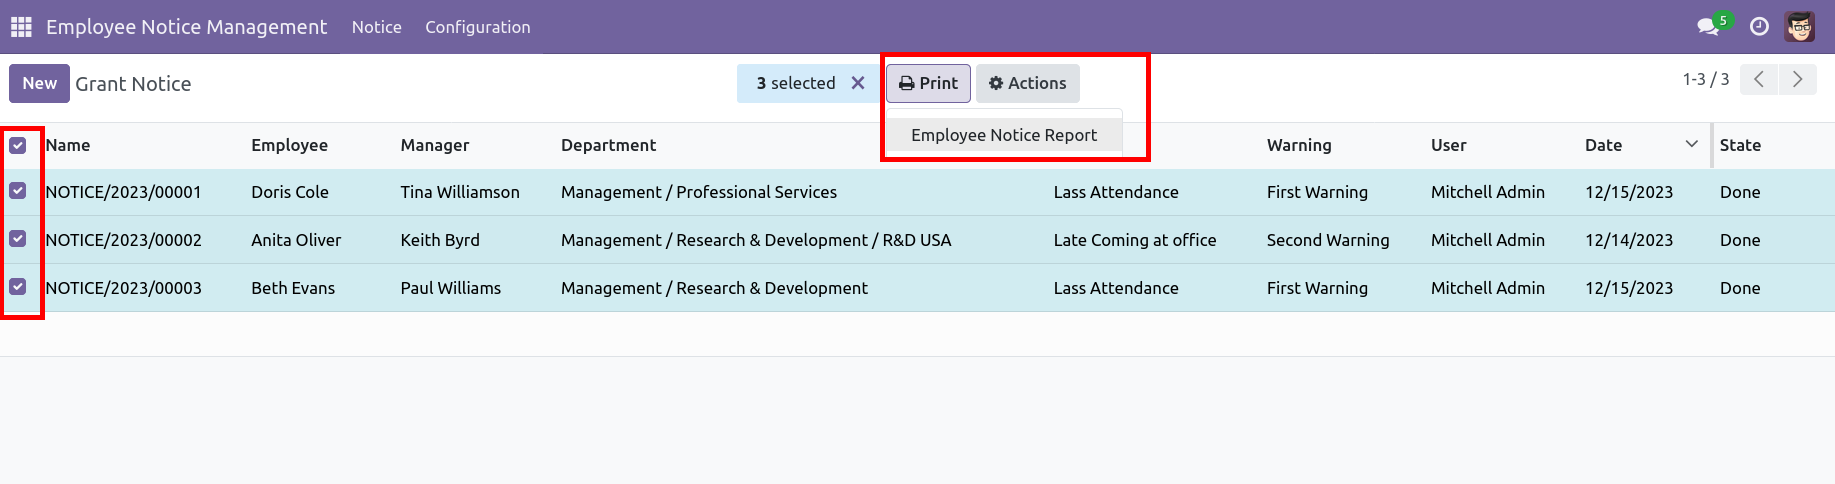 Employee Notice Management Notice Configuration 5
New Grant Notice 3 selected Print Actions 1-3 / 3
Employee Notice Report
Name Employee Manager Department Warning User Date State
NOTICE/2023/00001 Doris Cole Tina Williamson Management / Professional Services Lass Attendance First Warning Mitchell Admin 12/15/2023 Done
NOTICE/2023/00002 Anita Oliver Keith Byrd Management / Research & Development / R&D USA Late Coming at office Second Warning Mitchell Admin 12/14/2023 Done
NOTICE/2023/00003 Beth Evans Paul Williams Management / Research & Development Lass Attendance First Warning Mitchell Admin 12/15/2023 Done